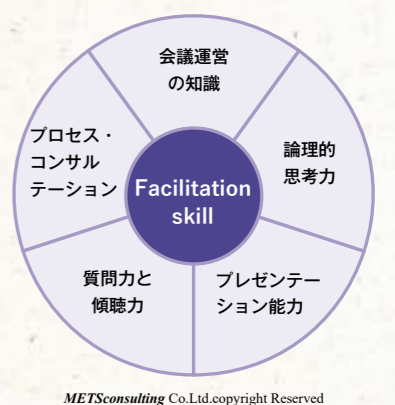 会議運営
の知識
論理的
思考力
プレゼンテー
ション能力
質問力と
傾聴力
プロセス・
コンサル
テーション
Facilitation
skill
METSconsulting Co.Ltd.copyright Reserved